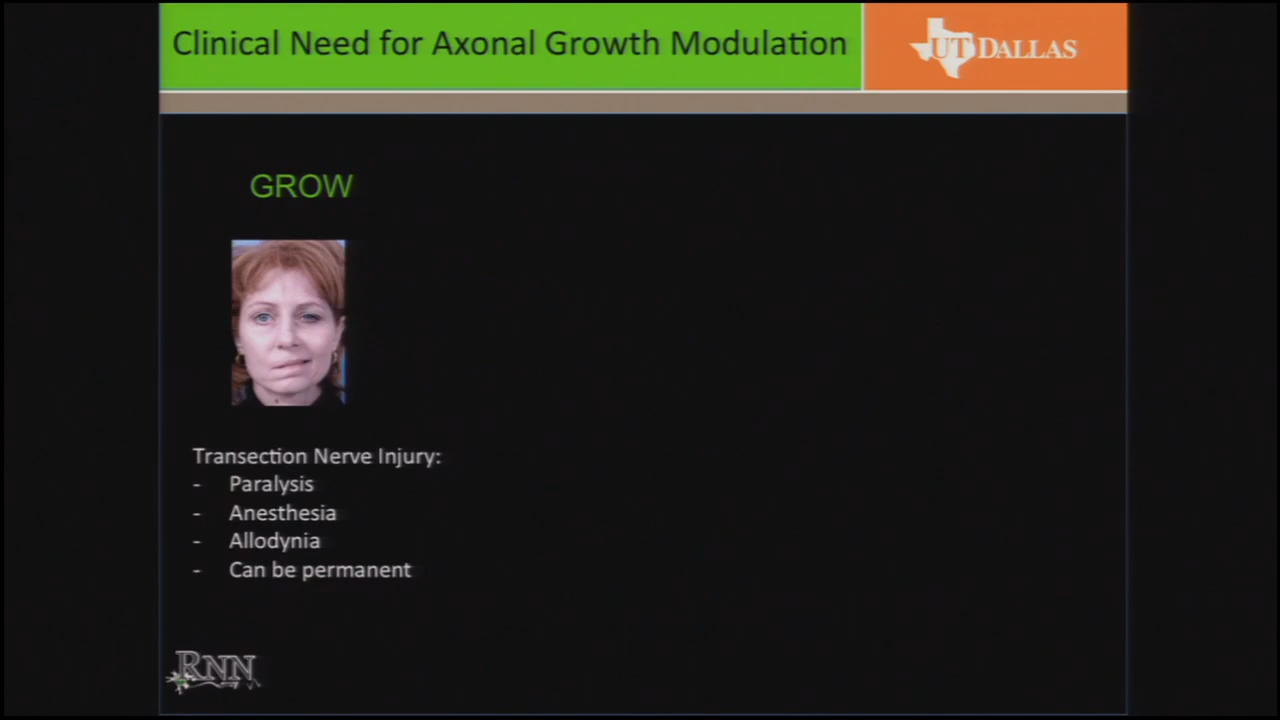 Clinical Need for Axonal Growth Modulation
UT DALLAS
GROW
Transection Nerve Injury:
- Paralysis
- Anesthesia
- Allodynia
- Can be permanent
RNN